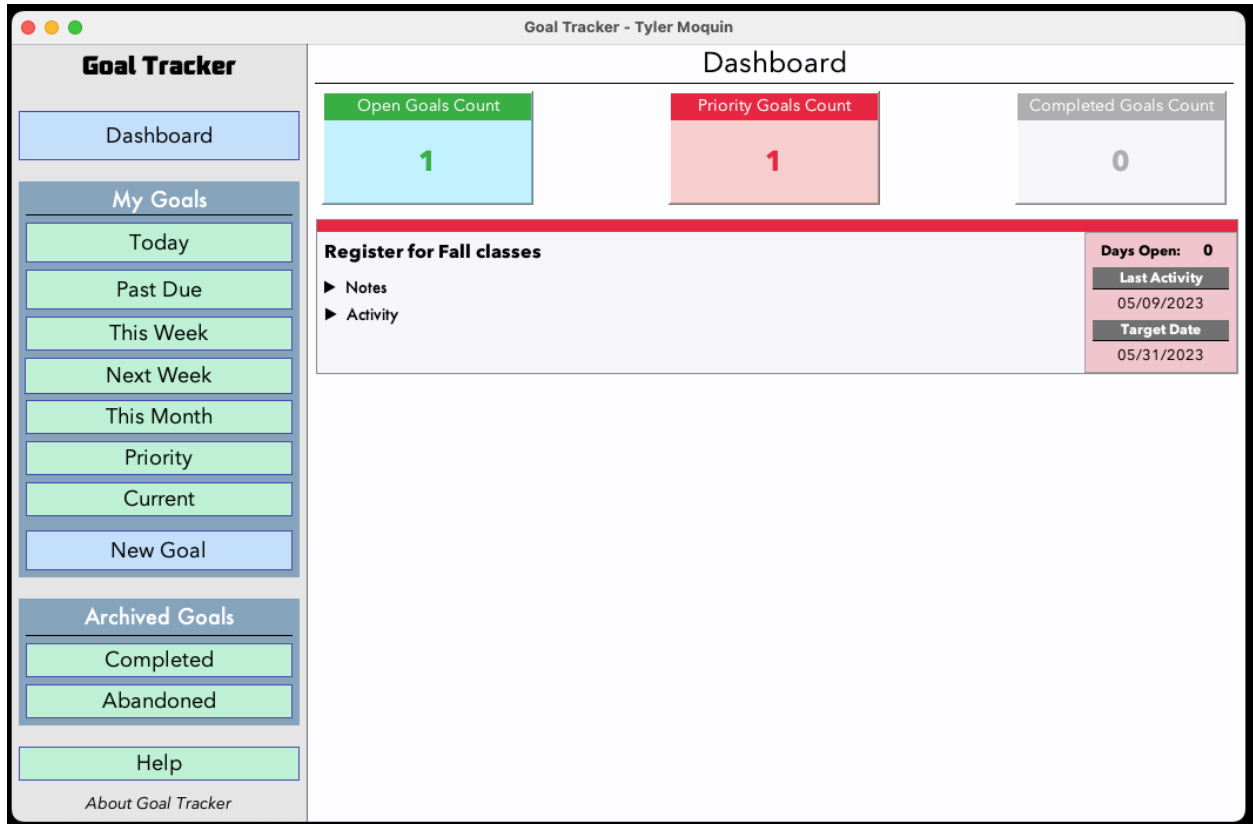 Goal Tracker - Tyler Moquin
Goal Tracker
Dashboard
My Goals
Today
Past Due
This Week
Next Week
This Month
Priority
Current
New Goal
Archived Goals
Completed
Abandoned
Help
About Goal Tracker
Dashboard
Open Goals Count
1
Priority Goals Count
1
Completed Goals Count
0
Register for Fall classes
Notes
Activity
Days Open: 0
Last Activity
05/09/2023
Target Date
05/31/2023